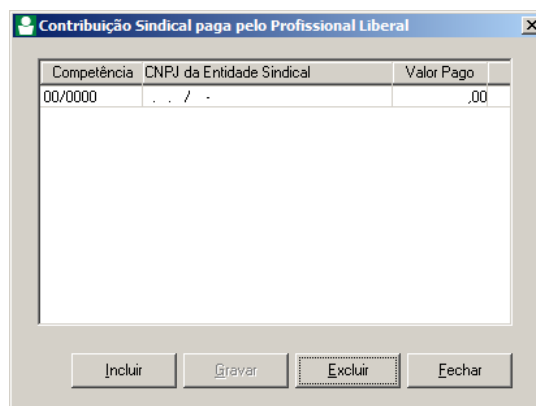 Contribuição Sindical paga pelo Profissional Liberal
Competência CNPJ da Entidade Sindical Valor Pago
00/0000 . . / - ,00
Incluir Gravar Excluir Fechar